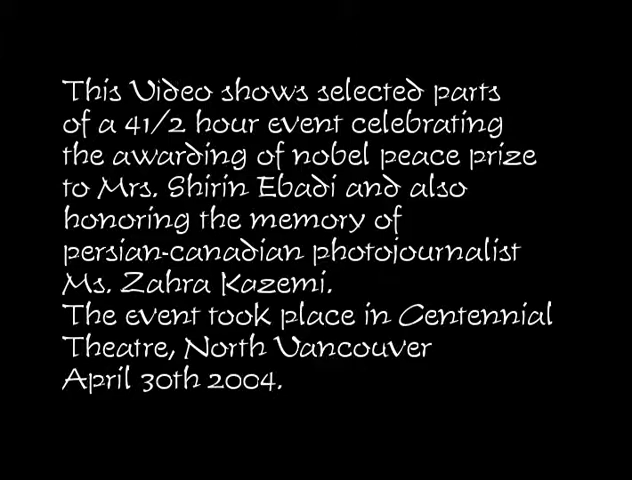 This Video shows selected parts
of a 41/2 hour event celebrating
the awarding of nobel peace prize
to Mrs. Shirin Ebadi and also
honoring the memory of
persian-canadian photojournalist
Ms. Zahra Kazemi.
The event took place in Centennial
Theatre, North Vancouver
April 30th 2004.